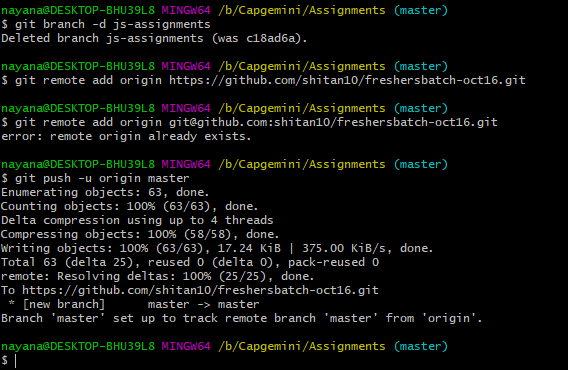 nayana@DESKTOP-BHU39L8 MINGW64 /b/Capgemini/Assignments (master)
$ git branch -d js-assignments
Deleted branch js-assignments (was c18ad6a).
nayana@DESKTOP-BHU39L8 MINGW64 /b/Capgemini/Assignments (master)
$ git remote add origin https://github.com/shitan10/freshersbatch-oct16.git
nayana@DESKTOP-BHU39L8 MINGW64 /b/Capgemini/Assignments (master)
$ git remote add origin git@github.com:shitan10/freshersbatch-oct16.git
error: remote origin already exists.
nayana@DESKTOP-BHU39L8 MINGW64 /b/Capgemini/Assignments (master)
$ git push -u origin master
Enumerating objects: 63, done.
Counting objects: 100% (63/63), done.
Delta compression using up to 4 threads
Compressing objects: 100% (58/58), done.
Writing objects: 100% (63/63), 17.24 KiB | 375.00 KiB/s, done.
Total 63 (delta 25), reused 0 (delta 0), pack-reused 0
remote: Resolving deltas: 100% (25/25), done.
To https://github.com/shitan10/freshersbatch-oct16.git
 * [new branch]      master -> master
Branch 'master' set up to track remote branch 'master' from 'origin'.
nayana@DESKTOP-BHU39L8 MINGW64 /b/Capgemini/Assignments (master)
$